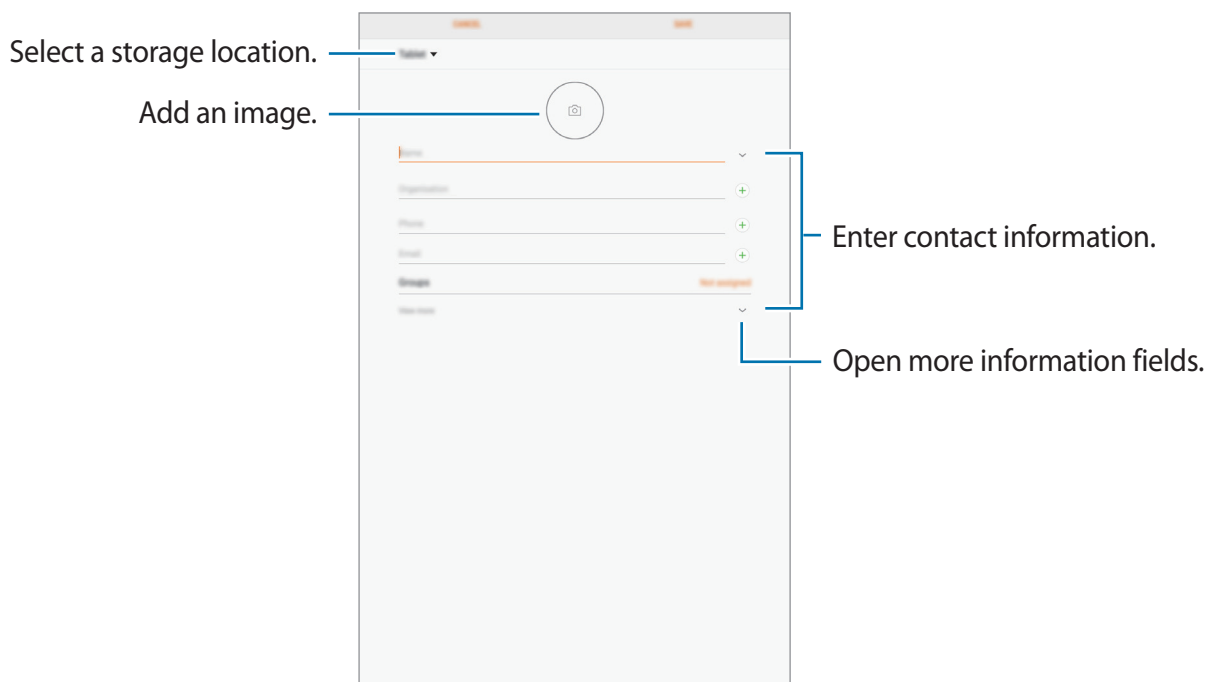 CANCEL
SAVE
Select a storage location.
Tablet
Add an image.
Name
Organisation
Phone
Enter contact information.
Email
Groups
Not assigned
View more
Open more information fields.